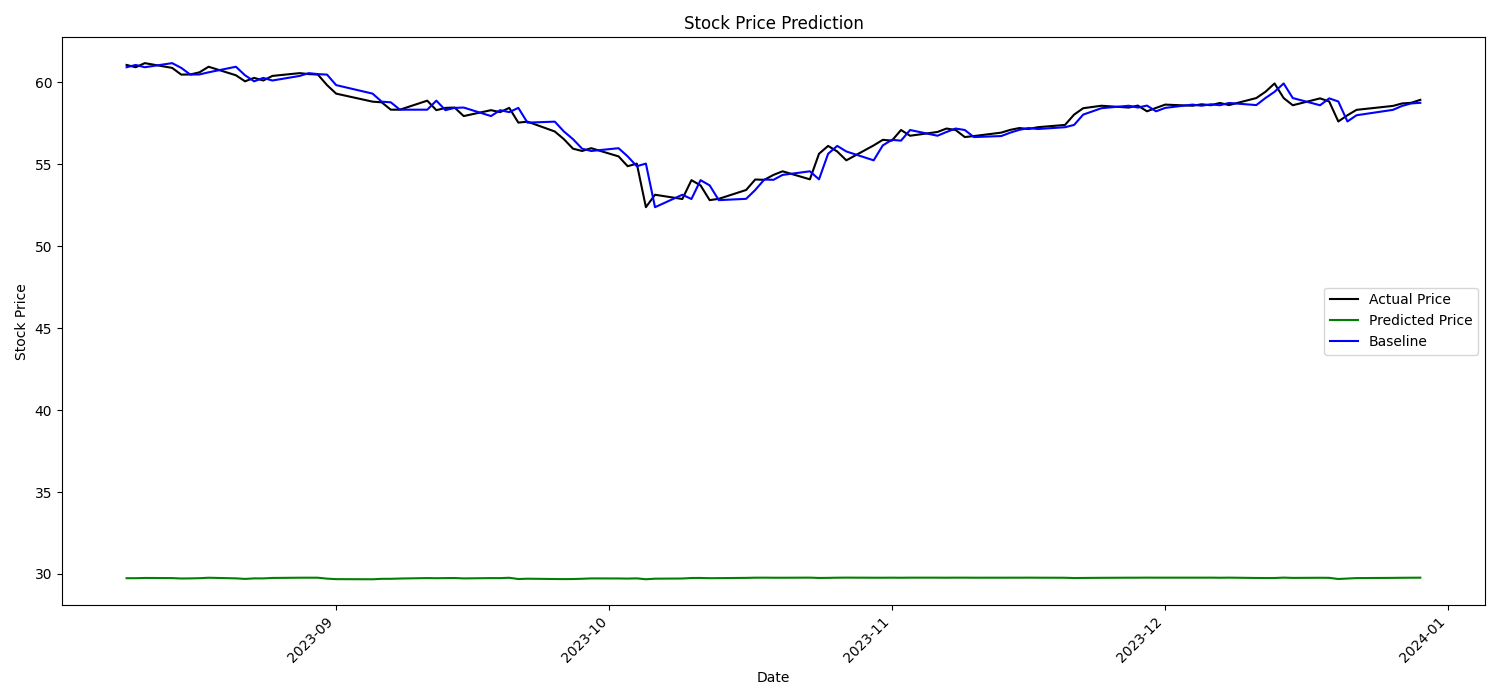 Stock Price Prediction
Stock Price
60
55
50
45
40
35
30
Actual Price
Predicted Price
Baseline
2023-09
2023-10
2023-11
2023-12
2024-01
Date